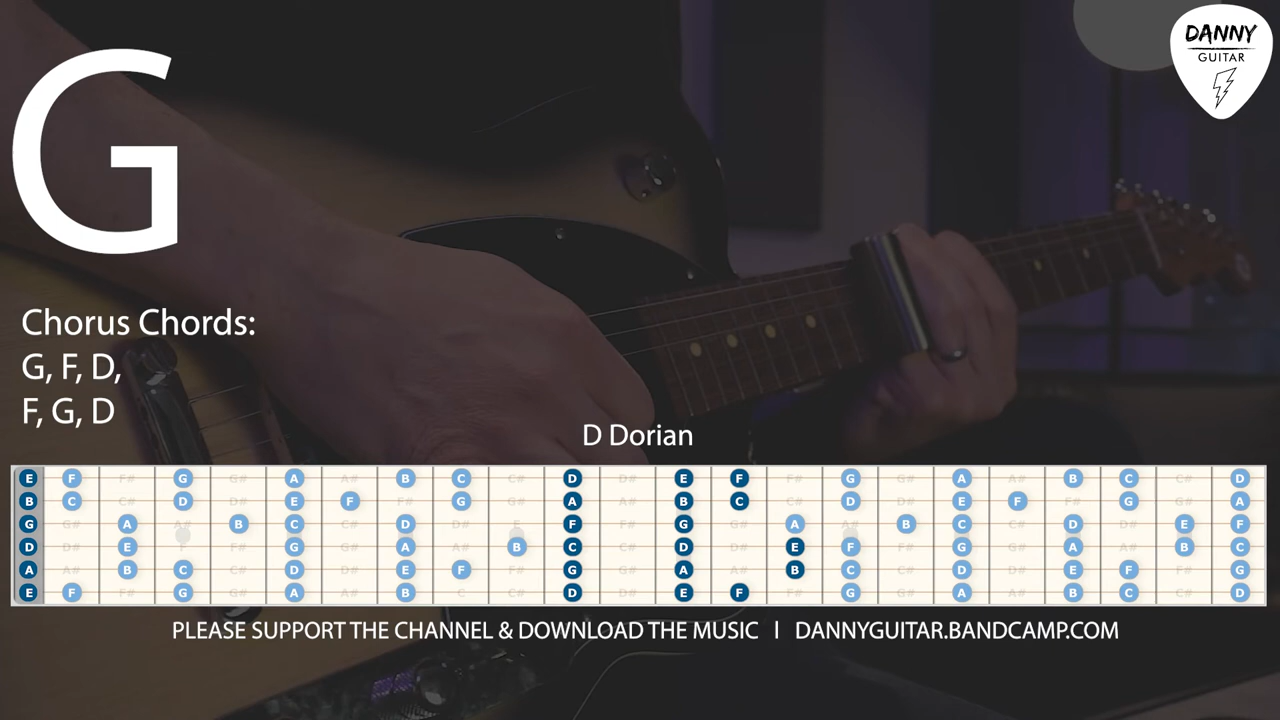 G
DANNY
GUITAR
Chorus Chords:
G, F, D,
F, G, D
D Dorian
E F F# G G# A A# B C C# D D# E F F# G G# A A# B C C# D
B C C# D D# E F F# G G# A A# B C C# D D# E F F# G G# A
G G# A A# B C C# D D# E F F# G G# A A# B C C# D D# E F
D D# E F F# G G# A A# B C C# D D# E F F# G G# A A# B C
A A# B C C# D D# E F F# G G# A A# B C C# D D# E F F# G
E F F# G G# A A# B C C# D D# E F F# G G# A A# B C C# D
PLEASE SUPPORT THE CHANNEL & DOWNLOAD THE MUSIC | DANNYGUITAR.BANDCAMP.COM